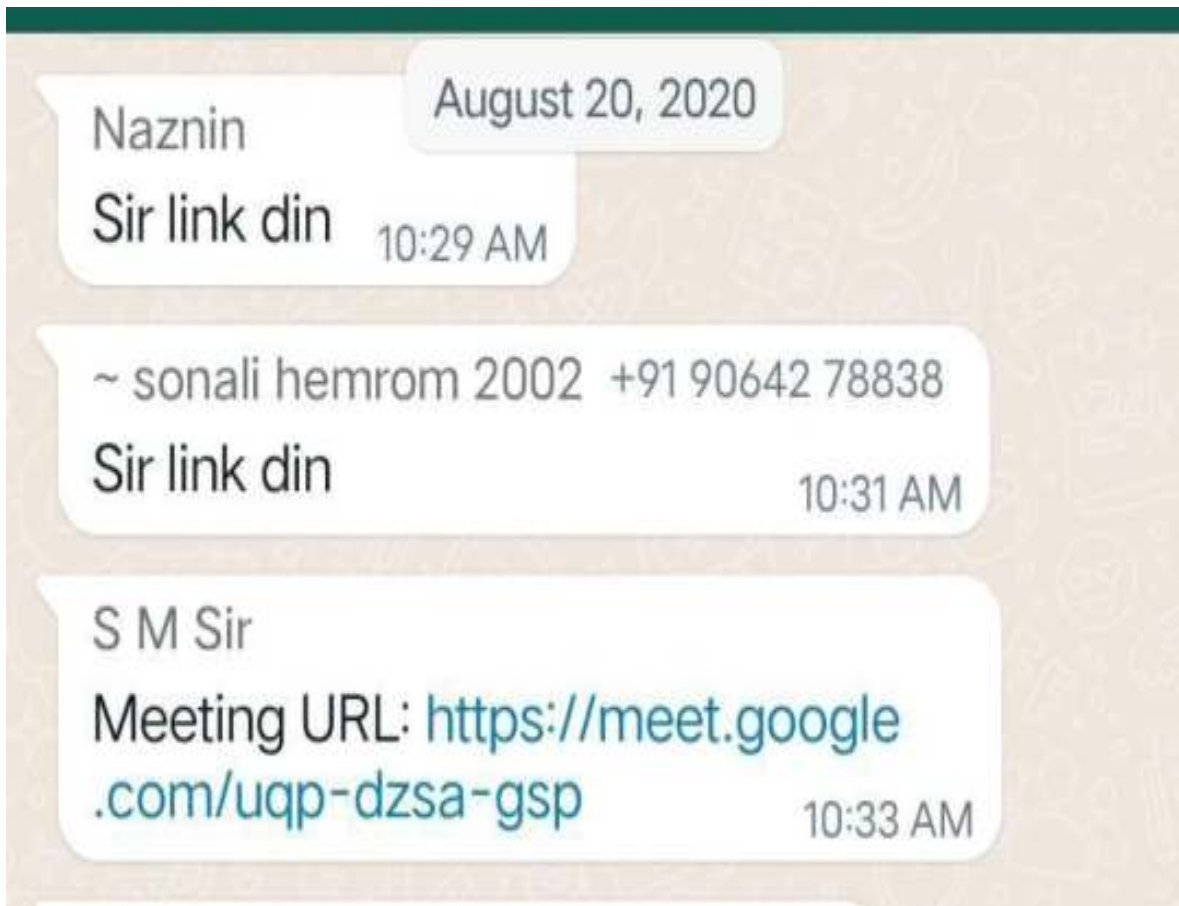 August 20, 2020
Naznin
Sir link din 10:29 AM
~ sonali hemrom 2002 +91 90642 78838
Sir link din
10:31 AM
S M Sir
Meeting URL: https://meet.google
.com/uqp-dzsa-gsp
10:33 AM